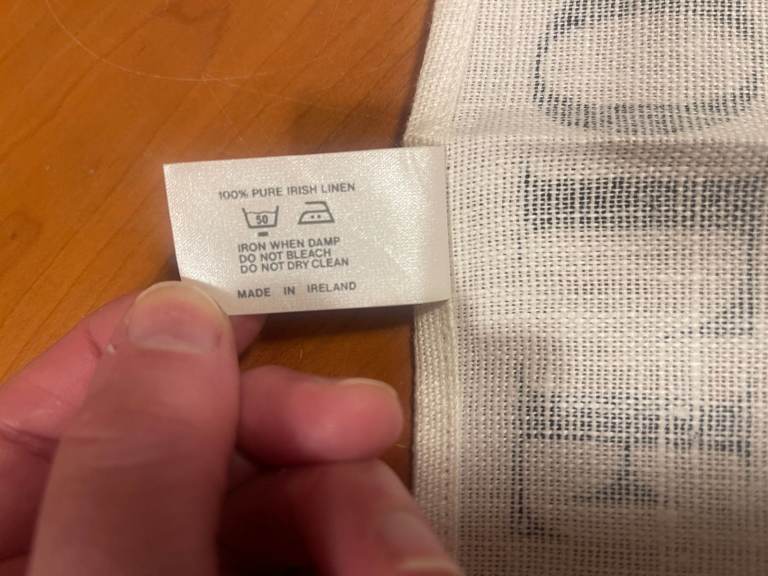 100% PURE IRISH LINEN
50
IRON WHEN DAMP
DO NOT BLEACH
DO NOT DRY CLEAN
MADE IN IRELAND